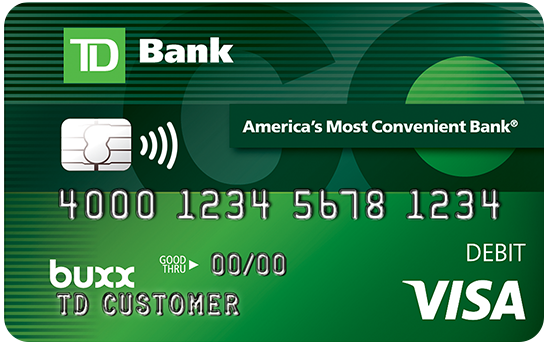 TD Bank
America's Most Convenient Bank®
4000 1234 5678 1234
GOOD THRU 00/00
buxx
TD CUSTOMER
DEBIT
VISA
GO